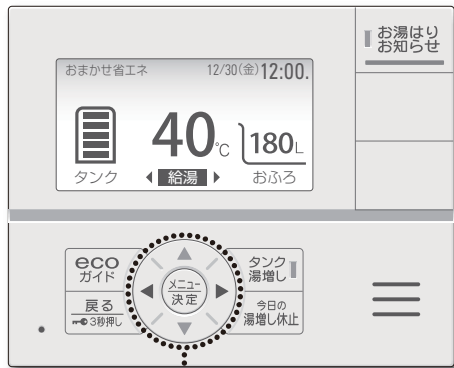 お湯はり
お知らせ
おまかせ省エネ 12/30(金)12:00.
40℃
180L
タンク 給湯 おふろ
eco
ガイド
メニュー
決定
タンク
湯増し
戻る
3秒押し
今日の
湯増し休止